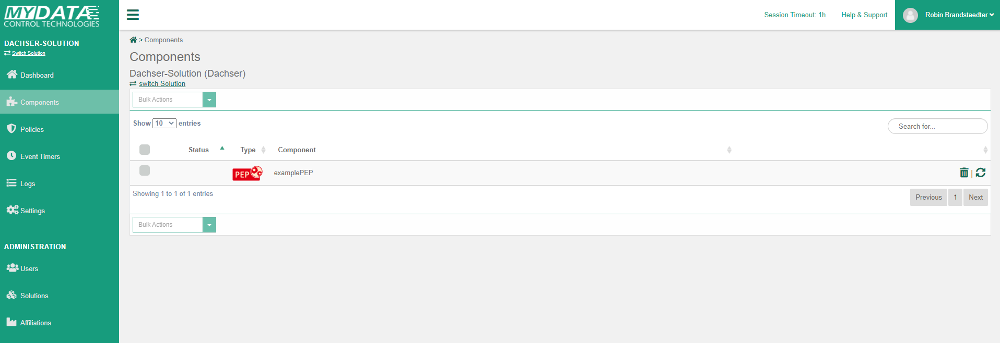 MYDATA
CONTROL TECHNOLOGIES
DACHSER-SOLUTION
Switch Solution
Dashboard
Components
Policies
Event Timers
Logs
Settings
ADMINISTRATION
Users
Solutions
Affiliations
Session Timeout: 1h
Help & Support
Robin Brandstaedter
> Components
Components
Dachser-Solution (Dachser)
switch Solution
Bulk Actions
Show 10 entries
Search for...
Status Type Component
PEP examplePEP
|
Showing 1 to 1 of 1 entries
Previous 1 Next
Bulk Actions